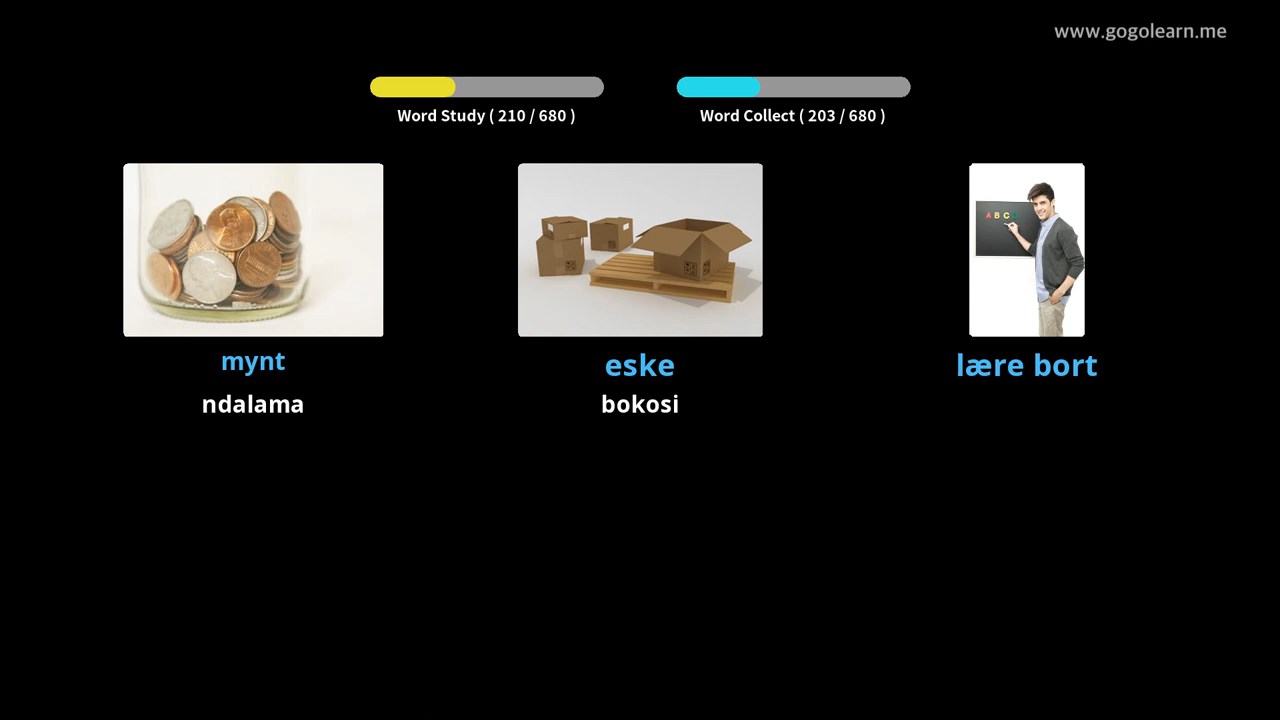 www.gogolearn.me
Word Study ( 210 / 680 )
Word Collect ( 203 / 680 )
A B C
mynt
eske
lære bort
ndalama
bokosi